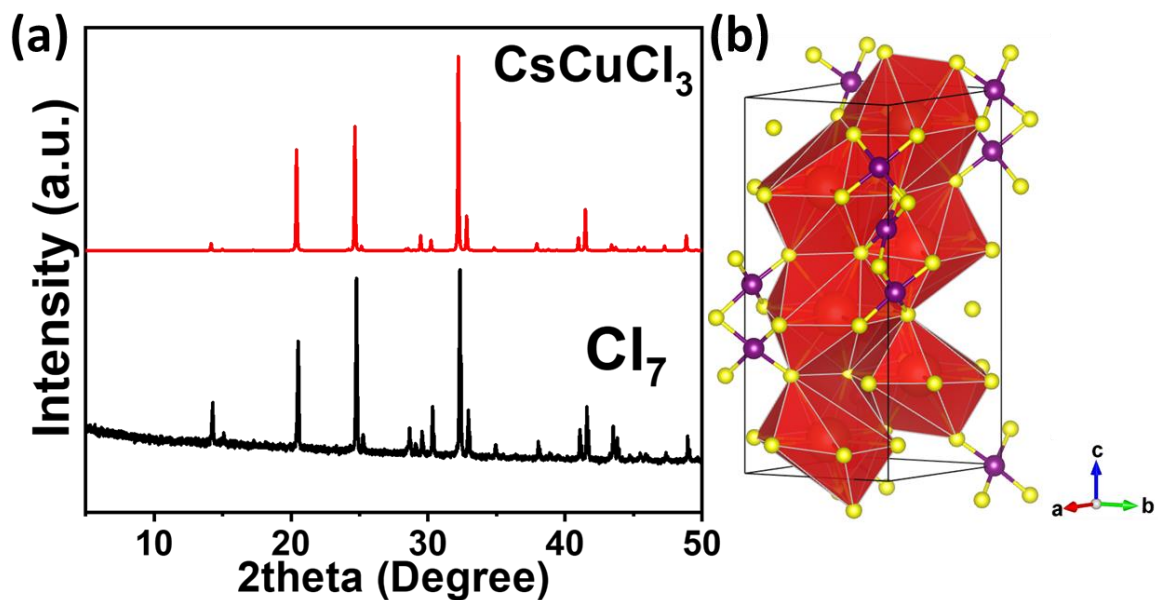 (a)
CsCuCl₃
Cl₇
Intensity (a.u.)
10 20 30 40 50
2theta (Degree)
(b)
c
a
b